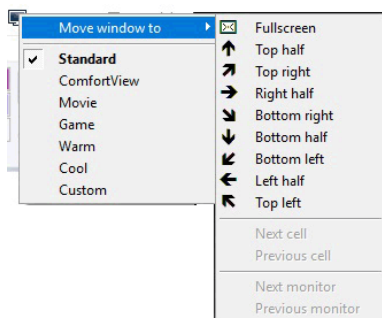 Move window to
Standard
ComfortView
Movie
Game
Warm
Cool
Custom
Fullscreen
Top half
Top right
Right half
Bottom right
Bottom half
Bottom left
Left half
Top left
Next cell
Previous cell
Next monitor
Previous monitor